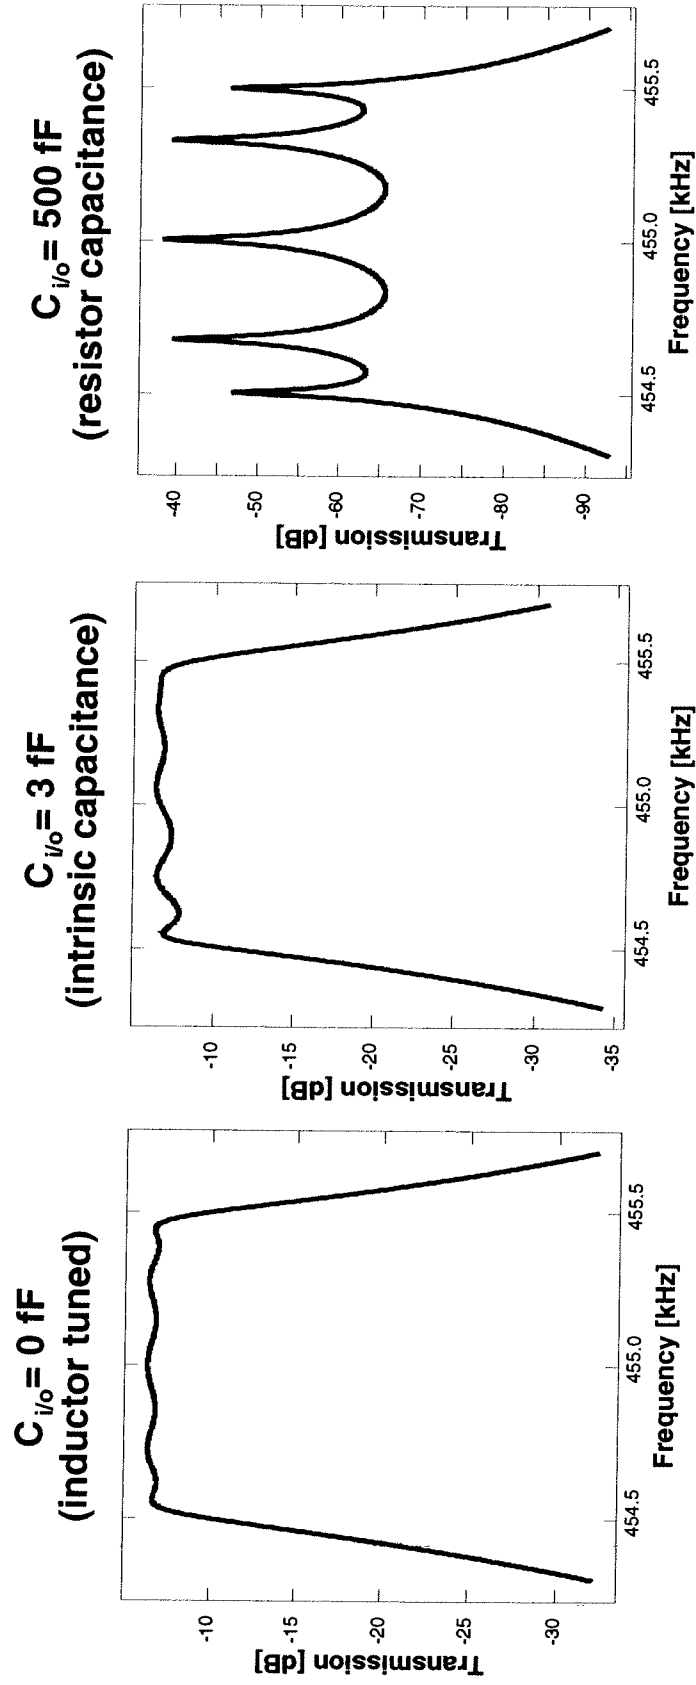 C i/o= 0 fF
(inductor tuned)
Transmission [dB]
-10
-15
-20
-25
-30
454.5
455.0
455.5
Frequency [kHz]
C i/o= 3 fF
(intrinsic capacitance)
Transmission [dB]
-10
-15
-20
-25
-30
-35
454.5
455.0
455.5
Frequency [kHz]
C i/o= 500 fF
(resistor capacitance)
Transmission [dB]
-40
-50
-60
-70
-80
-90
454.5
455.0
455.5
Frequency [kHz]